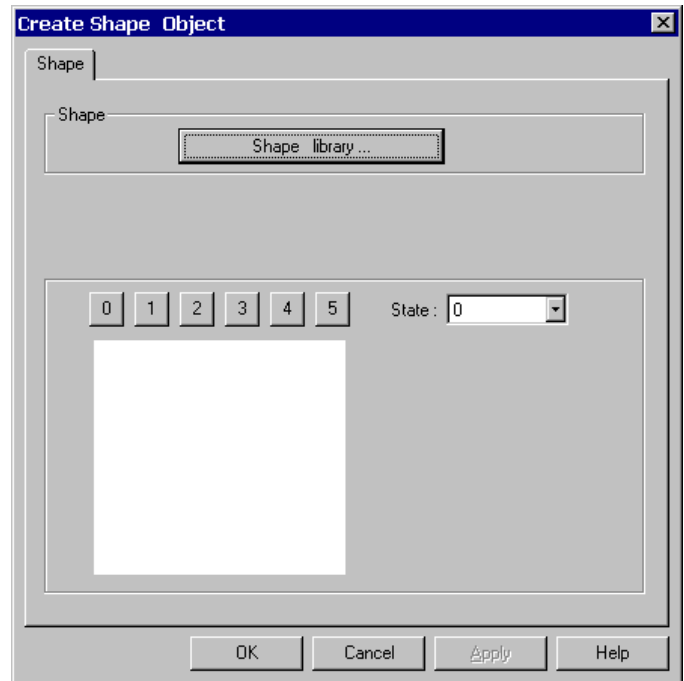 Create Shape Object
Shape
Shape
Shape library ...
0 1 2 3 4 5 State : 0
OK Cancel Apply Help